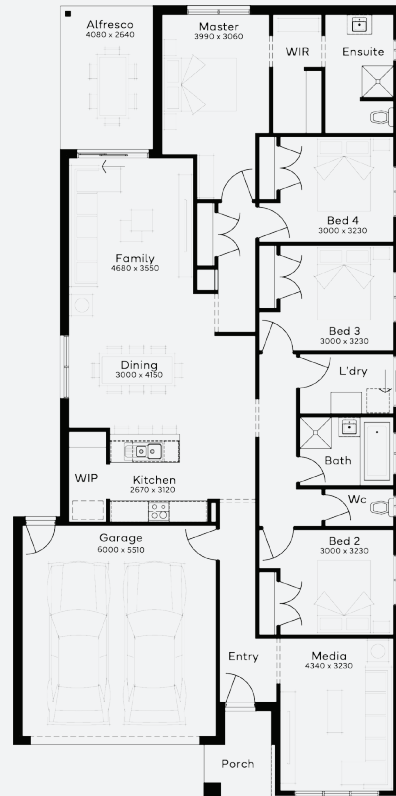 Alfresco
4080 x 2640
Master
3990 x 3060
WIR
Ensuite
Bed 4
3000 x 3230
Family
4680 x 3550
Bed 3
3000 x 3230
Dining
3000 x 4150
L'dry
Bath
WIP
Kitchen
2670 x 3120
Wc
Garage
6000 x 5510
Bed 2
3000 x 3230
Entry
Media
4340 x 3230
Porch